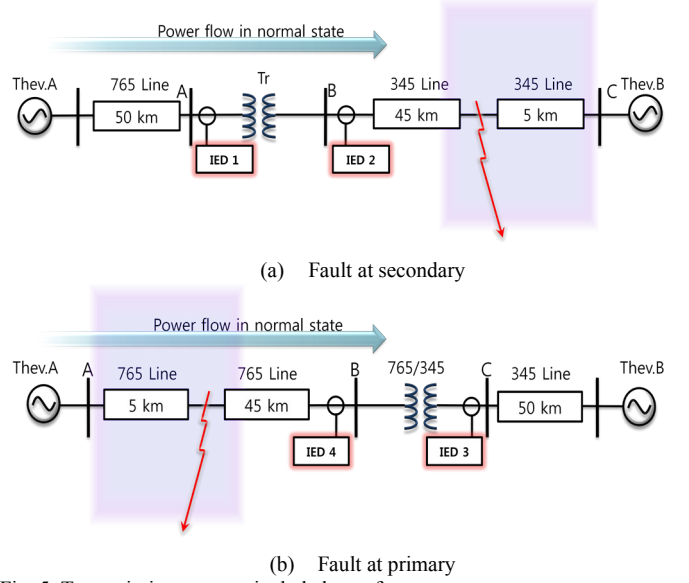 Power flow in normal state
Thev.A
765 Line
50 km
A
IED 1
Tr
B
IED 2
345 Line
45 km
345 Line
5 km
C
Thev.B
(a) Fault at secondary
Power flow in normal state
Thev.A
A
765 Line
5 km
765 Line
45 km
B
IED 4
765/345
IED 3
C
345 Line
50 km
Thev.B
(b) Fault at primary